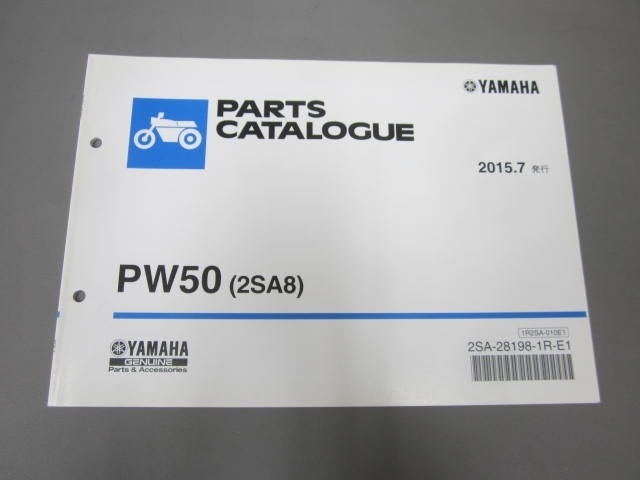 YAMAHA
PARTS
CATALOGUE
2015.7 発行
PW50 (2SA8)
1R2SA-010E1
2SA-28198-1R-E1
YAMAHA
GENUINE
Parts & Accessories